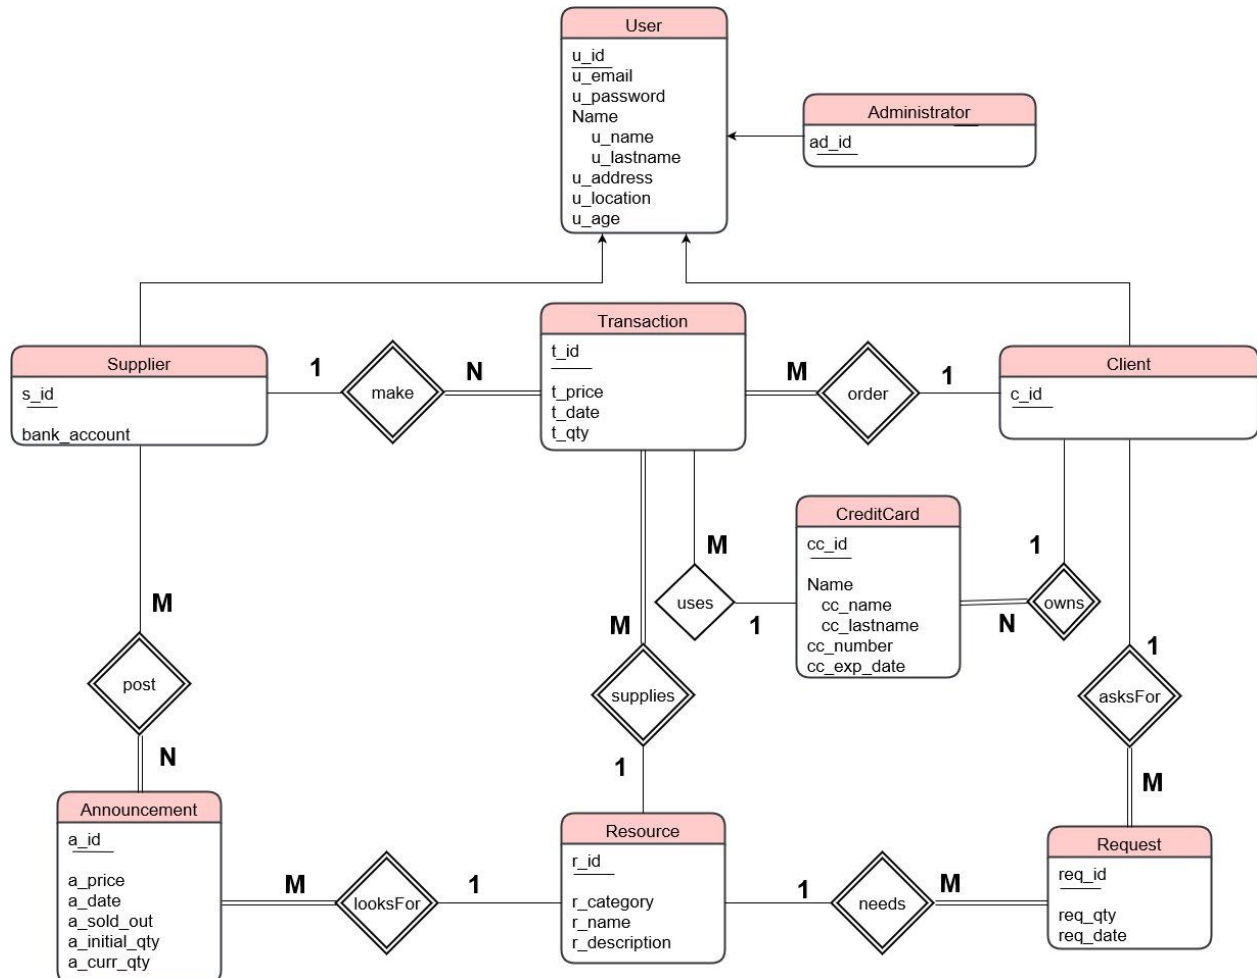 User
u_id
u_email
u_password
Name
u_name
u_lastname
u_address
u_location
u_age
Administrator
ad_id
Supplier
s_id
bank_account
1
make
N
Transaction
t_id
t_price
t_date
t_qty
M
order
1
Client
c_id
M
uses
1
CreditCard
cc_id
Name
cc_name
cc_lastname
cc_number
cc_exp_date
1
owns
N
M
post
N
M
supplies
1
1
asksFor
M
Announcement
a_id
a_price
a_date
a_sold_out
a_initial_qty
a_curr_qty
M
looksFor
1
Resource
r_id
r_category
r_name
r_description
1
needs
M
Request
req_id
req_qty
req_date